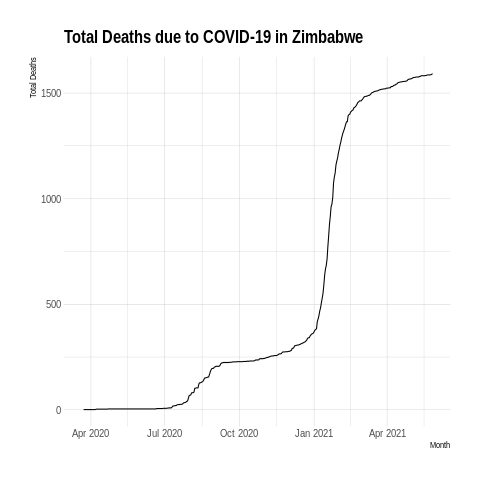 Total Deaths due to COVID-19 in Zimbabwe
Total Deaths
1500
1000
500
0
Apr 2020 Jul 2020 Oct 2020 Jan 2021 Apr 2021
Month